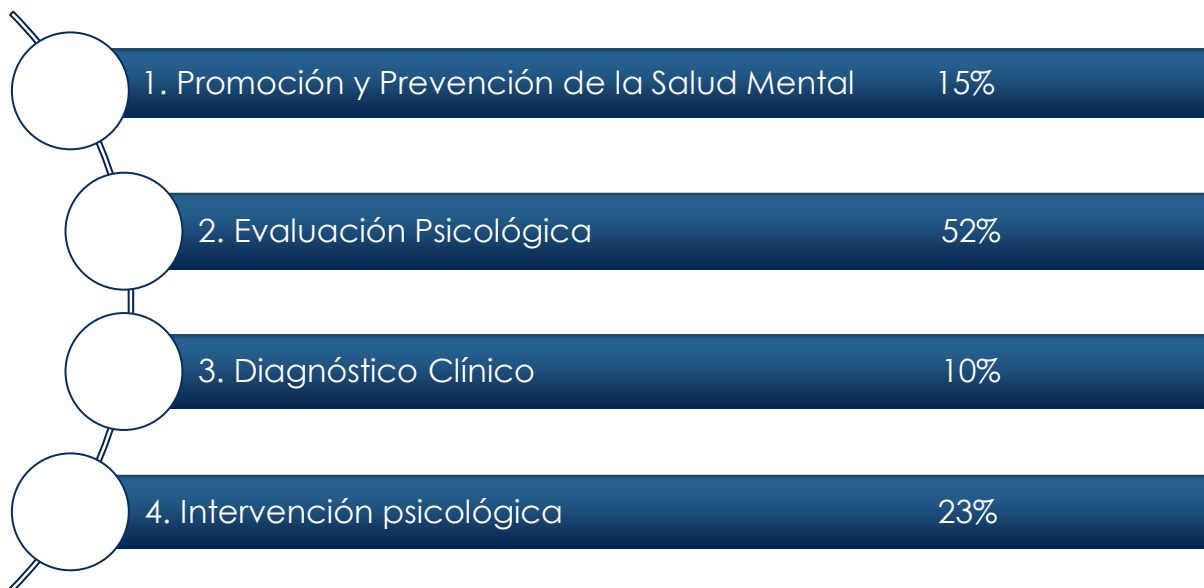 1. Promoción y Prevención de la Salud Mental 15%
2. Evaluación Psicológica 52%
3. Diagnóstico Clínico 10%
4. Intervención psicológica 23%